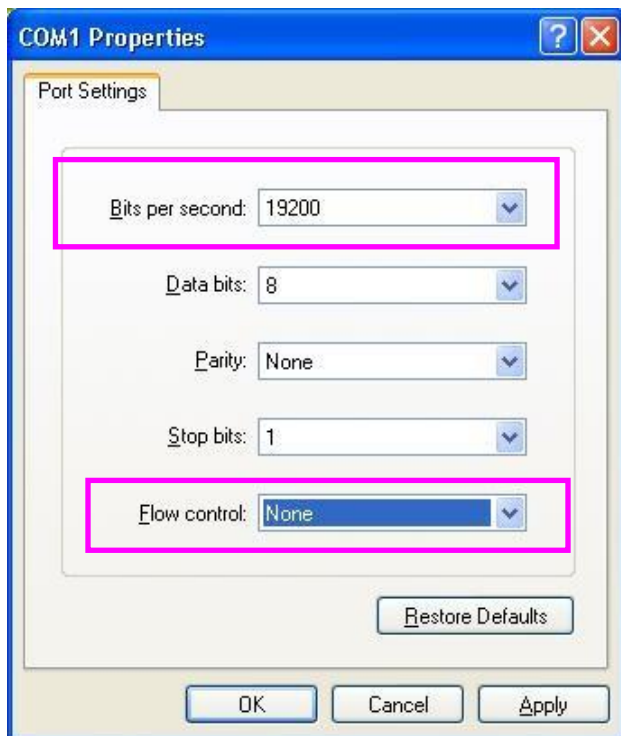 COM1 Properties
Port Settings
Bits per second: 19200
Data bits: 8
Parity: None
Stop bits: 1
Flow control: None
Restore Defaults
OK Cancel Apply